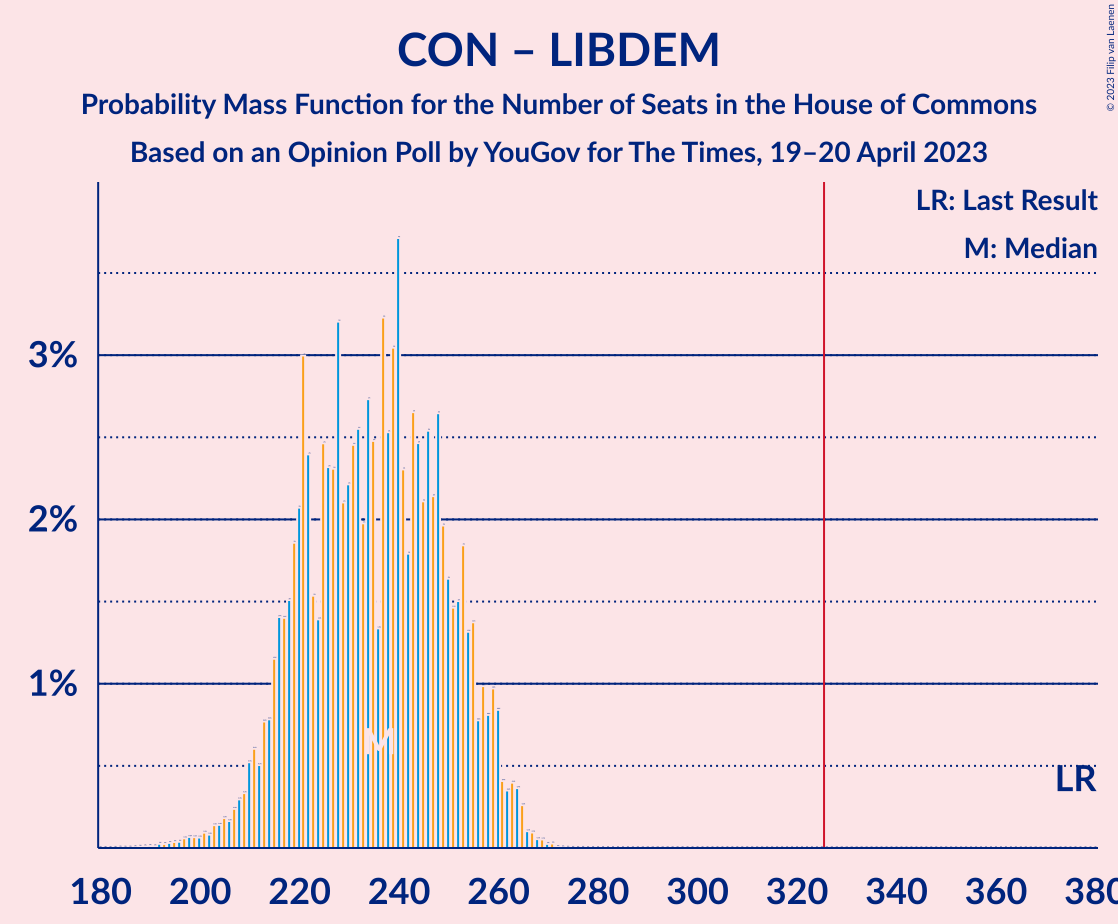 CON – LIBDEM
Probability Mass Function for the Number of Seats in the House of Commons
Based on an Opinion Poll by YouGov for The Times, 19–20 April 2023
© 2023 Filip van Laenen
LR: Last Result
M: Median
3%
2%
1%
M
LR
180 200 220 240 260 280 300 320 340 360 380